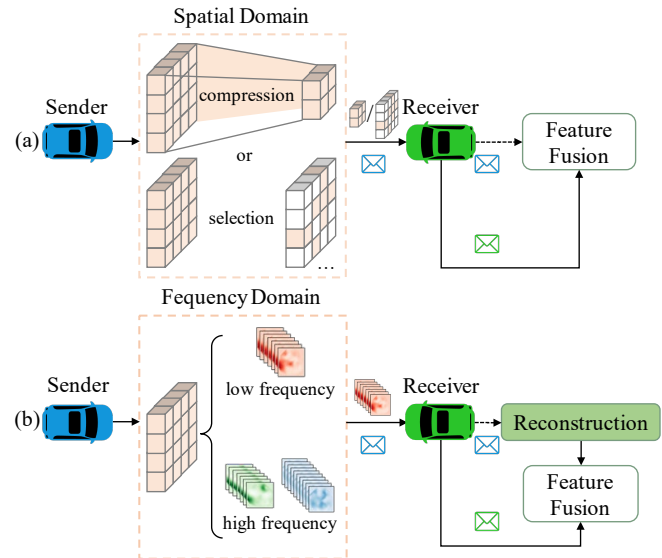 Spatial Domain
Sender
compression
Receiver
(a)
or
/
Feature
Fusion
selection
...
Fequency Domain
Sender
low frequency
Receiver
(b)
Reconstruction
high frequency
Feature
Fusion